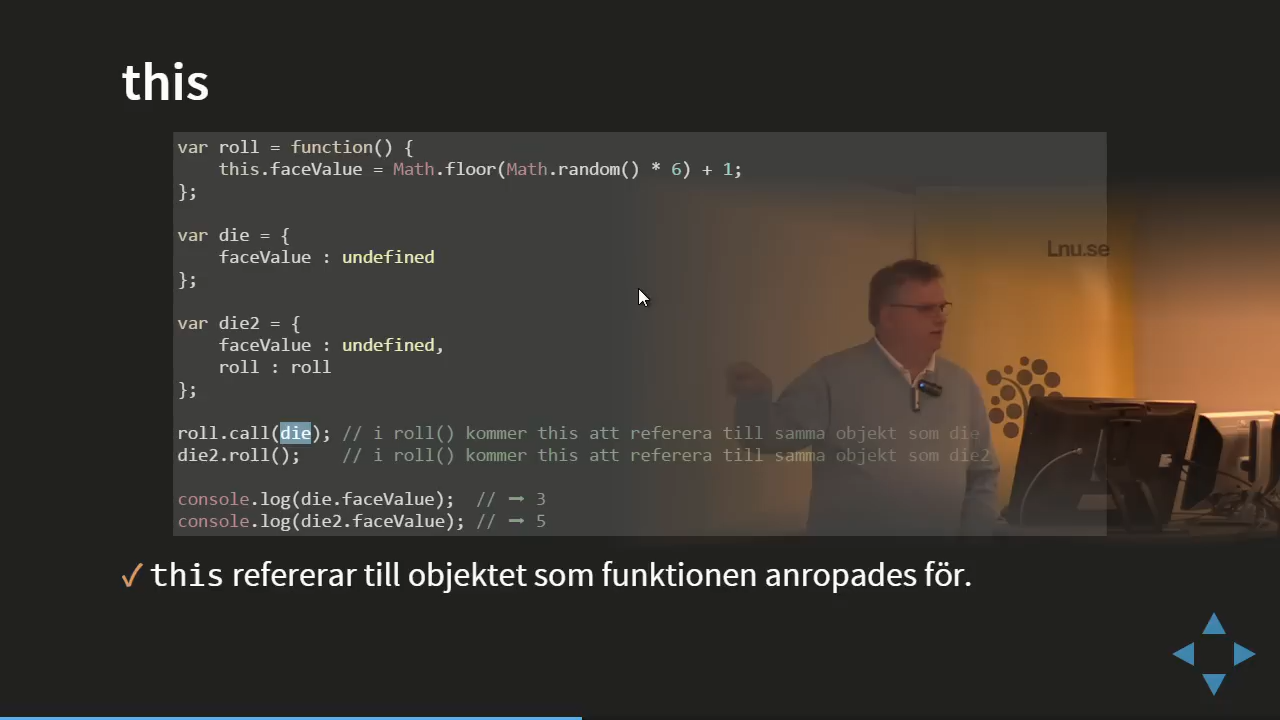 this
var roll = function() {
    this.faceValue = Math.floor(Math.random() * 6) + 1;
};
var die = {
    faceValue : undefined
};
var die2 = {
    faceValue : undefined,
    roll : roll
};
roll.call(die); // i roll() kommer this att referera till samma objekt som die
die2.roll();    // i roll() kommer this att referera till samma objekt som die2
console.log(die.faceValue);  // ➞ 3
console.log(die2.faceValue); // ➞ 5
✓ this refererar till objektet som funktionen anropades för.
Lnu.se